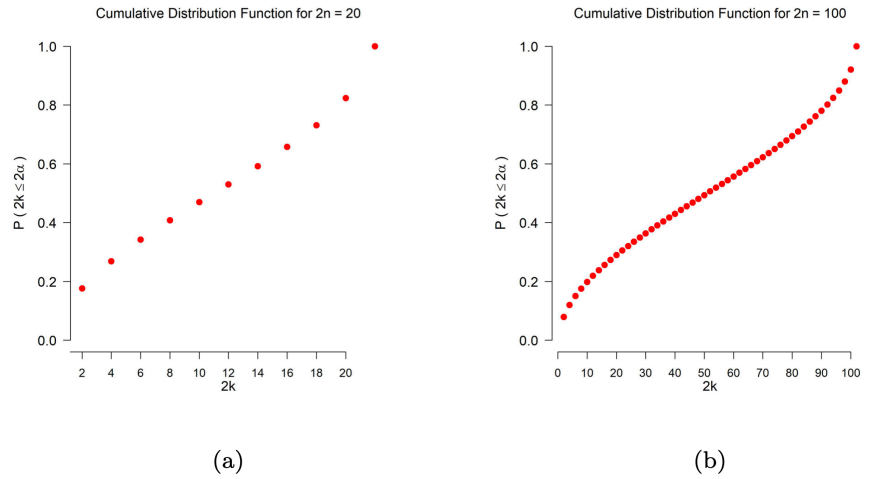 Cumulative Distribution Function for 2n = 20
1.0
0.8
0.6
0.4
0.2
0.0
P ( 2k ≤ 2α )
2 4 6 8 10 12 14 16 18 20
2k
(a)
Cumulative Distribution Function for 2n = 100
1.0
0.8
0.6
0.4
0.2
0.0
P ( 2k ≤ 2α )
0 10 20 30 40 50 60 70 80 90 100
2k
(b)